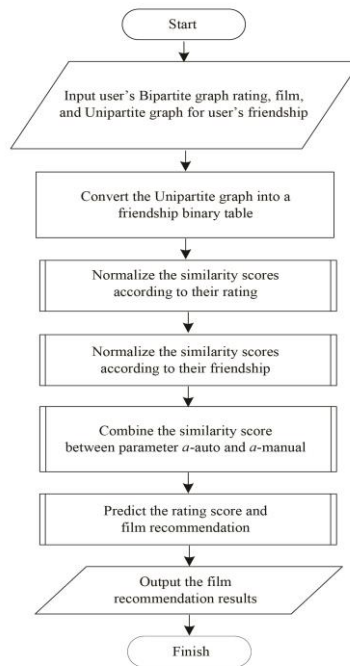 Start
Input user's Bipartite graph rating, film,
and Unipartite graph for user's friendship
Convert the Unipartite graph into a
friendship binary table
Normalize the similarity scores
according to their rating
Normalize the similarity scores
according to their friendship
Combine the similarity score
between parameter a-auto and a-manual
Predict the rating score and
film recommendation
Output the film
recommendation results
Finish